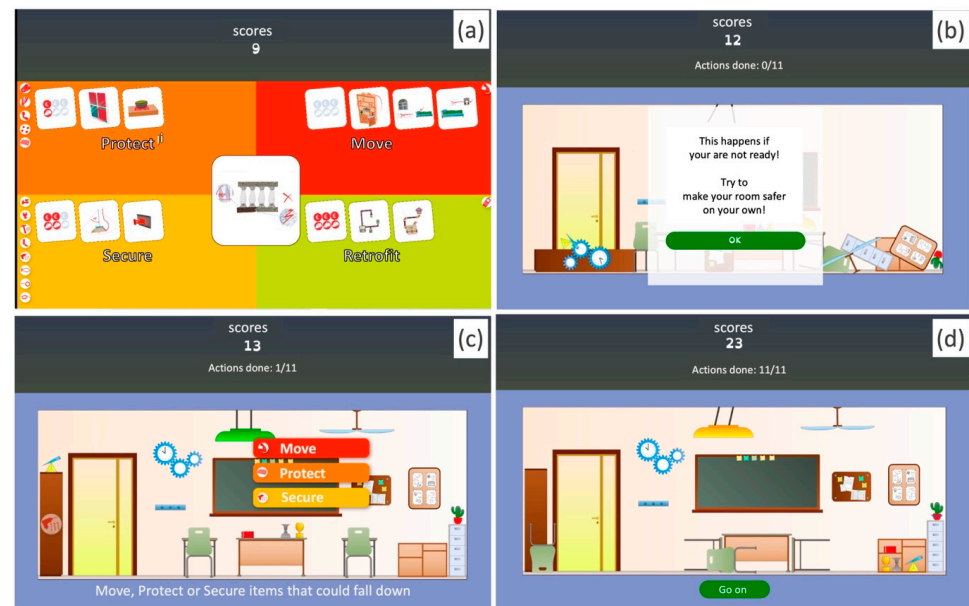 scores
9
(a)
Protect
Move
Secure
Retrofit
scores
12
(b)
Actions done: 0/11
This happens if
your are not ready!
Try to
make your room safer
on your own!
OK
scores
13
(c)
Actions done: 1/11
Move
Protect
Secure
Move, Protect or Secure items that could fall down
scores
23
(d)
Actions done: 11/11
Go on